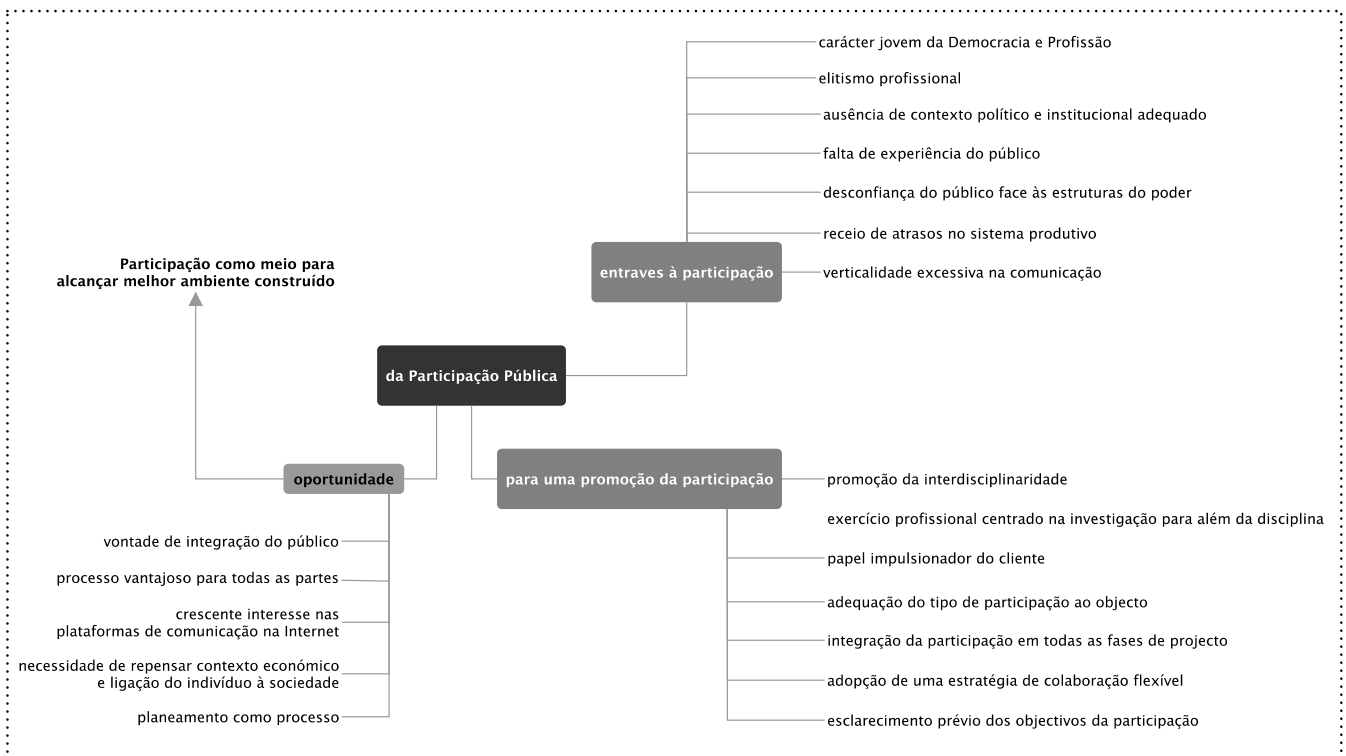 carácter jovem da Democracia e Profissão
elitismo profissional
ausência de contexto político e institucional adequado
falta de experiência do público
desconfiança do público face às estruturas do poder
receio de atrasos no sistema produtivo
entraves à participação
verticalidade excessiva na comunicação
Participação como meio para
alcançar melhor ambiente construído
da Participação Pública
oportunidade
vontade de integração do público
processo vantajoso para todas as partes
crescente interesse nas
plataformas de comunicação na Internet
necessidade de repensar contexto económico
e ligação do indivíduo à sociedade
planeamento como processo
para uma promoção da participação
promoção da interdisciplinaridade
exercício profissional centrado na investigação para além da disciplina
papel impulsionador do cliente
adequação do tipo de participação ao objecto
integração da participação em todas as fases de projecto
adopção de uma estratégia de colaboração flexível
esclarecimento prévio dos objectivos da participação